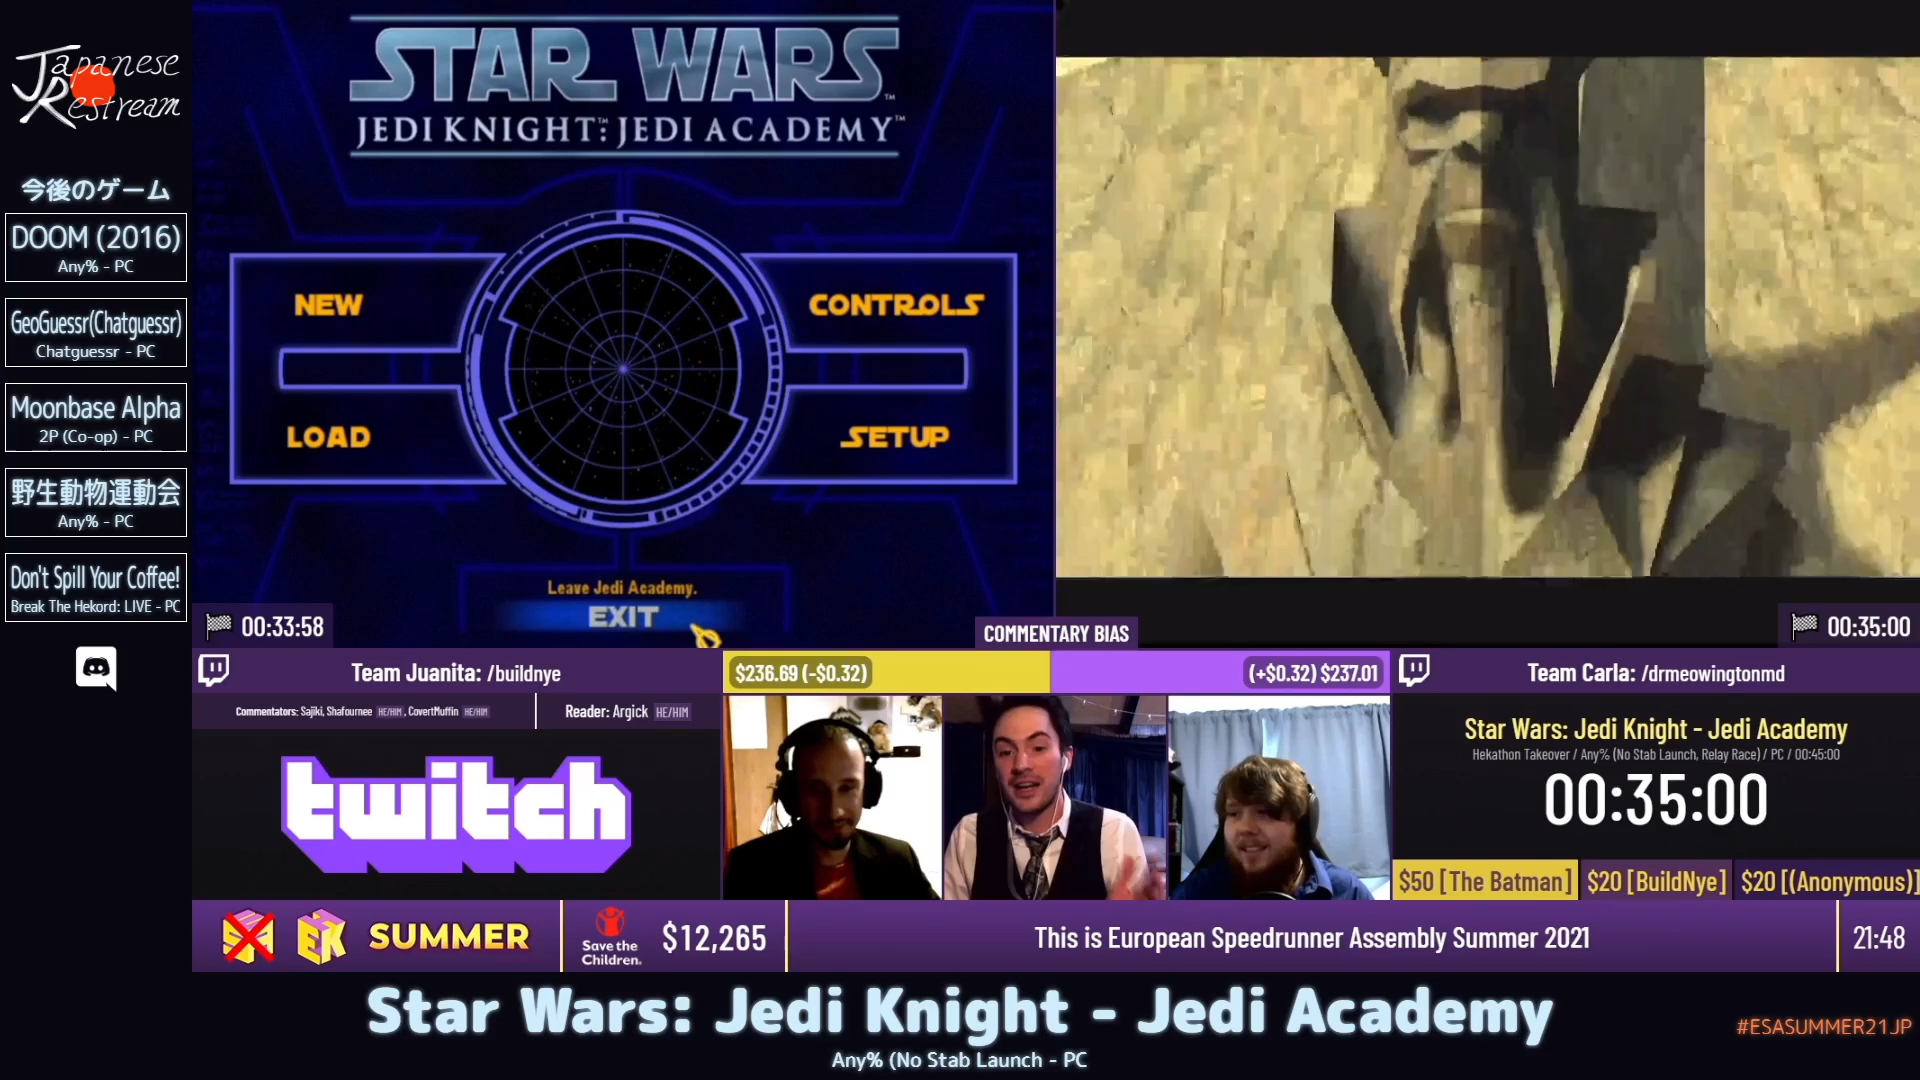 Japanese
Restream
今後のゲーム
DOOM (2016)
Any% - PC
GeoGuessr(Chatguessr)
Chatguessr - PC
Moonbase Alpha
2P (Co-op) - PC
野生動物運動会
Any% - PC
Don't Spill Your Coffee!
Break The Hekord: LIVE - PC
STAR WARS™
JEDI KNIGHT™: JEDI ACADEMY™
NEW
CONTROLS
LOAD
SETUP
Leave Jedi Academy.
EXIT
00:33:58
COMMENTARY BIAS
00:35:00
Team Juanita: /buildnye
$236.69 (-$0.32)
(+$0.32) $237.01
Team Carla: /drmeowingtonmd
Commentators: Sajiki, Shafournee HE/HIM, CovertMuffin HE/HIM
Reader: Argick HE/HIM
twitch
Star Wars: Jedi Knight - Jedi Academy
Hekathon Takeover / Any% (No Stab Launch, Relay Race) / PC / 00:45:00
00:35:00
$50 [The Batman]
$20 [BuildNye]
$20 [(Anonymous)]
SUMMER
Save the
Children.
$12,265
This is European Speedrunner Assembly Summer 2021
21:48
Star Wars: Jedi Knight - Jedi Academy
Any% (No Stab Launch - PC
#ESASUMMER21JP